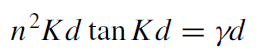 n²Kd tan Kd = γd